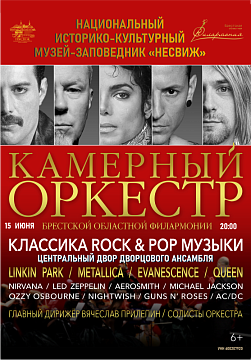 НАЦИОНАЛЬНЫЙ
ИСТОРИКО-КУЛЬТУРНЫЙ
МУЗЕЙ-ЗАПОВЕДНИК «НЕСВИЖ»
Филармония
КАМЕРНЫЙ
ОРКЕСТР
15 ИЮНЯ БРЕСТСКОЙ ОБЛАСТНОЙ ФИЛАРМОНИИ 20:00
КЛАССИКА ROCK & POP МУЗЫКИ
ЦЕНТРАЛЬНЫЙ ДВОР ДВОРЦОВОГО АНСАМБЛЯ
LINKIN PARK / METALLICA / EVANESCENCE / QUEEN
NIRVANA / LED ZEPPELIN / AEROSMITH / MICHAEL JACKSON
OZZY OSBOURNE / NIGHTWISH / GUNS N' ROSES / AC/DC
ГЛАВНЫЙ ДИРИЖЕР ВЯЧЕСЛАВ ПРИЛЕПИН / СОЛИСТЫ ОРКЕСТРА
6+